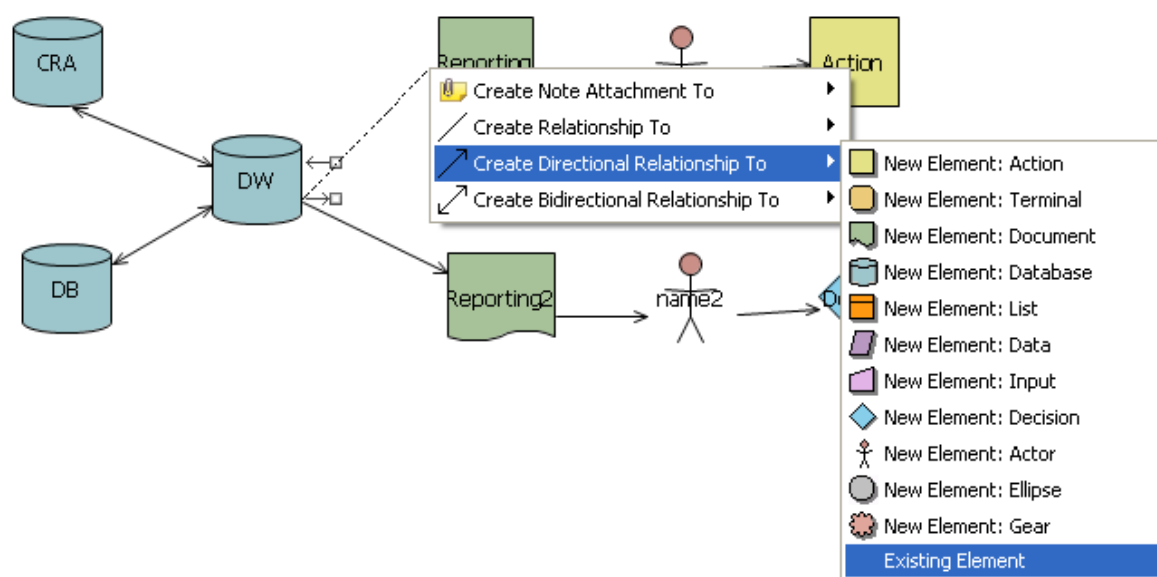 CRA
Reporting
Action
Create Note Attachment To
Create Relationship To
Create Directional Relationship To
Create Bidirectional Relationship To
DW
New Element: Action
New Element: Terminal
New Element: Document
New Element: Database
New Element: List
New Element: Data
New Element: Input
New Element: Decision
New Element: Actor
New Element: Ellipse
New Element: Gear
Existing Element
DB
Reporting2
name2